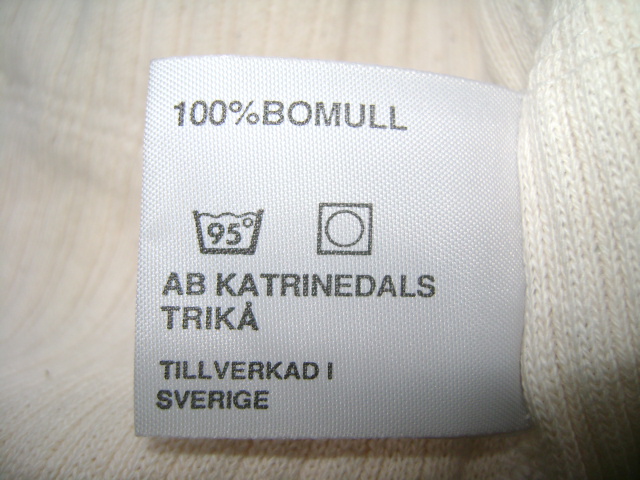 100%BOMULL
95°
AB KATRINEDALS
TRIKÅ
TILLVERKAD I
SVERIGE